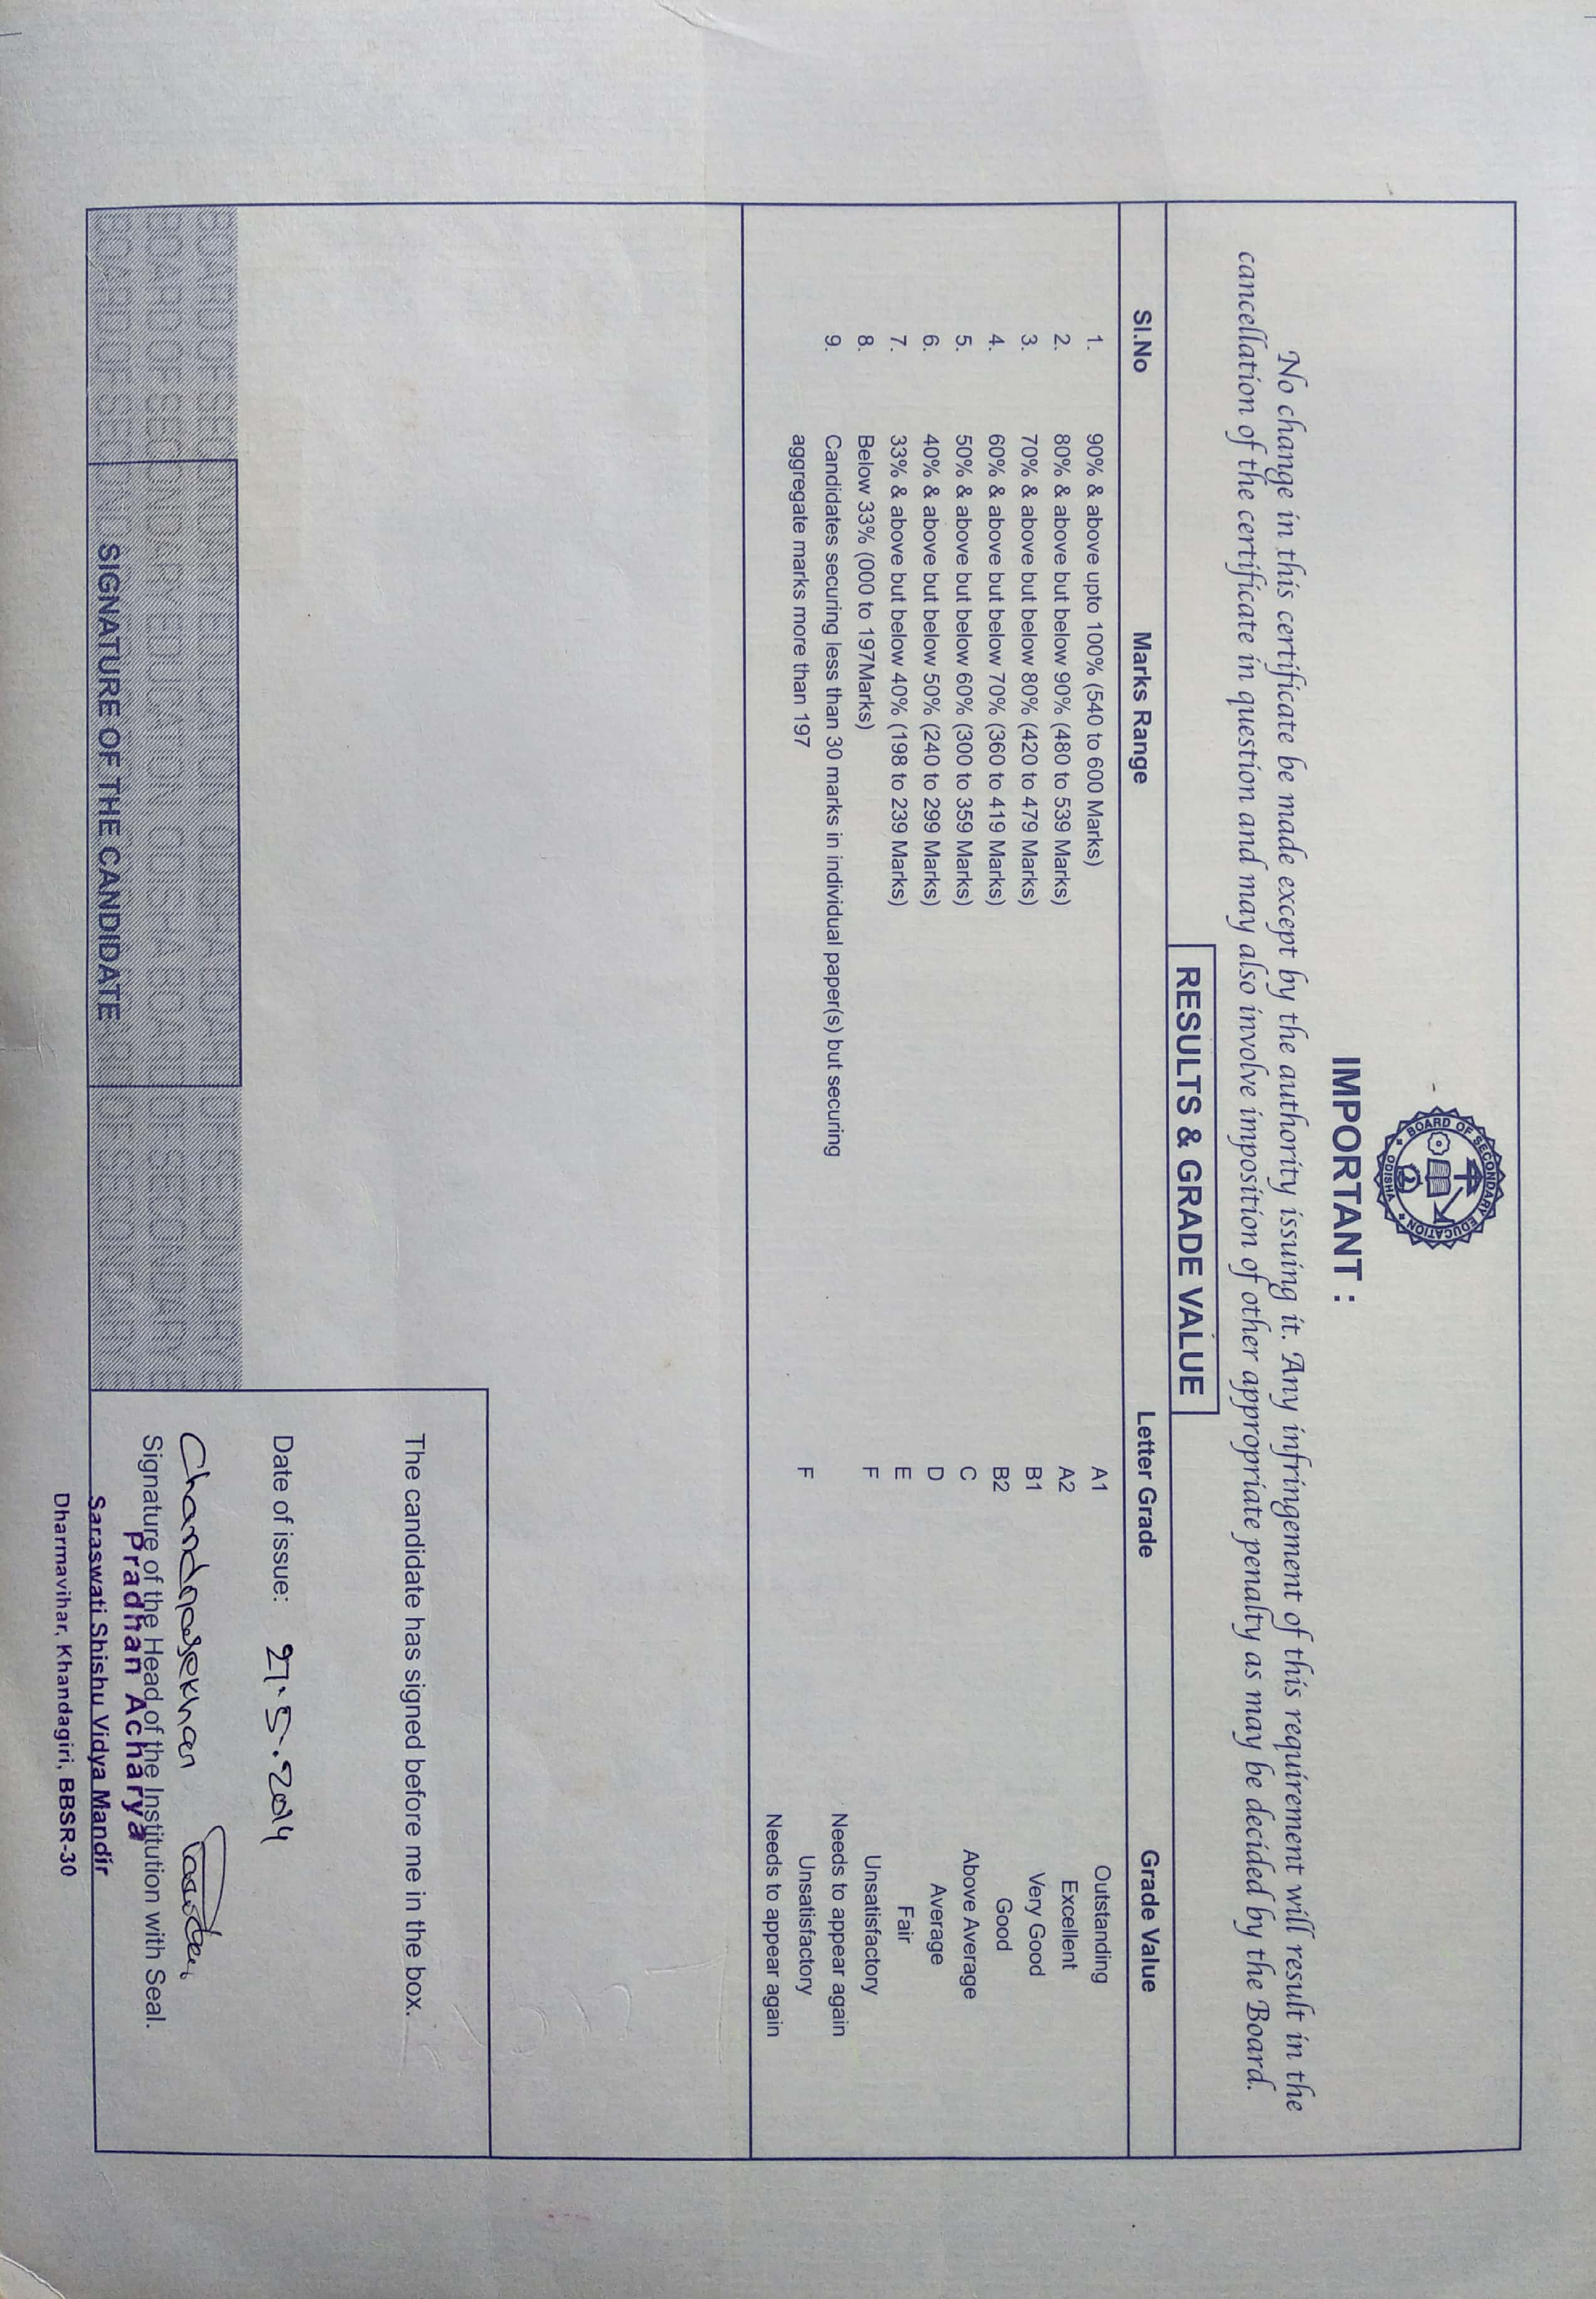 BOARD OF SECONDARY EDUCATION
ODISHA
IMPORTANT :
No change in this certificate be made except by the authority issuing it. Any infringement of this requirement will result in the
cancellation of the certificate in question and may also involve imposition of other appropriate penalty as may be decided by the Board.
RESULTS & GRADE VALUE
Sl.No Marks Range Letter Grade Grade Value
1. 90% & above upto 100% (540 to 600 Marks) A1 Outstanding
2. 80% & above but below 90% (480 to 539 Marks) A2 Excellent
3. 70% & above but below 80% (420 to 479 Marks) B1 Very Good
4. 60% & above but below 70% (360 to 419 Marks) B2 Good
5. 50% & above but below 60% (300 to 359 Marks) C Above Average
6. 40% & above but below 50% (240 to 299 Marks) D Average
7. 33% & above but below 40% (198 to 239 Marks) E Fair
8. Below 33% (000 to 197Marks) F Unsatisfactory
Needs to appear again
9. Candidates securing less than 30 marks in individual paper(s) but securing
aggregate marks more than 197 F Unsatisfactory
Needs to appear again
The candidate has signed before me in the box.
Date of issue: 21.5.2014
Chandrasekhar
Signature of the Head of the Institution with Seal.
Pradhan Acharya
Saraswati Shishu Vidya Mandir
Dharmavihar, Khandagiri, BBSR-30
SIGNATURE OF THE CANDIDATE